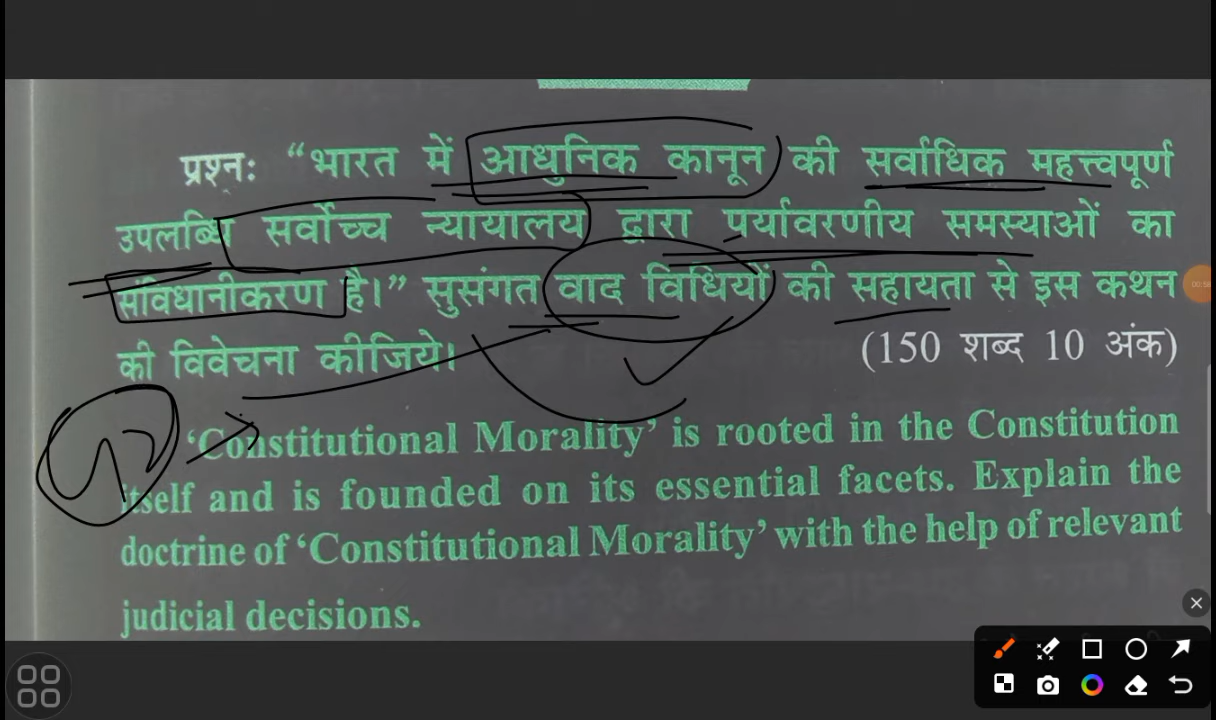 प्रश्नः “भारत में आधुनिक कानून की सर्वाधिक महत्त्वपूर्ण
उपलब्धि सर्वोच्च न्यायालय द्वारा पर्यावरणीय समस्याओं का
संविधानीकरण है।” सुसंगत वाद विधियों की सहायता से इस कथन
की विवेचना कीजिये। (150 शब्द 10 अंक)
‘Constitutional Morality’ is rooted in the Constitution
itself and is founded on its essential facets. Explain the
doctrine of ‘Constitutional Morality’ with the help of relevant
judicial decisions.